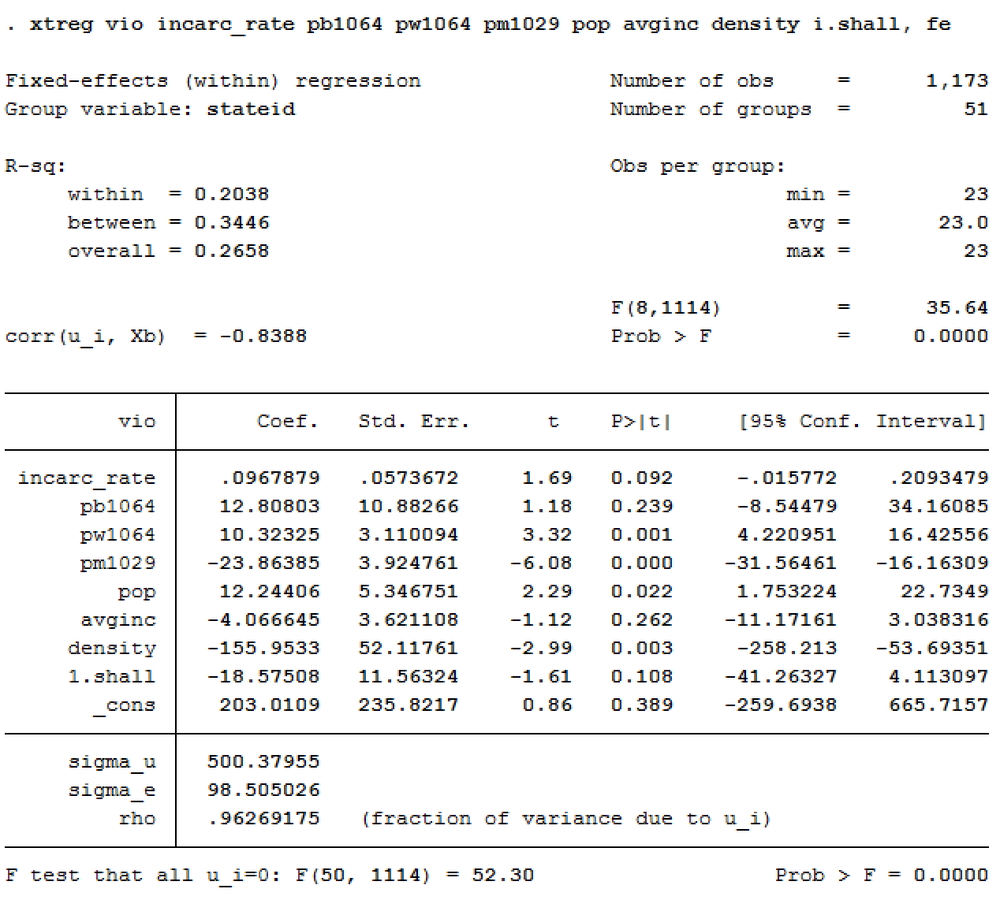 . xtreg vio incarc_rate pb1064 pw1064 pm1029 pop avginc density i.shall, fe
Fixed-effects (within) regression Number of obs = 1,173
Group variable: stateid Number of groups = 51
R-sq: Obs per group:
within = 0.2038 min = 23
between = 0.3446 avg = 23.0
overall = 0.2658 max = 23
F(8,1114) = 35.64
corr(u_i, Xb) = -0.8388 Prob > F = 0.0000
vio Coef. Std. Err. t P>|t| [95% Conf. Interval]
incarc_rate .0967879 .0573672 1.69 0.092 -.015772 .2093479
pb1064 12.80803 10.88266 1.18 0.239 -8.54479 34.16085
pw1064 10.32325 3.110094 3.32 0.001 4.220951 16.42556
pm1029 -23.86385 3.924761 -6.08 0.000 -31.56461 -16.16309
pop 12.24406 5.346751 2.29 0.022 1.753224 22.7349
avginc -4.066645 3.621108 -1.12 0.262 -11.17161 3.038316
density -155.9533 52.11761 -2.99 0.003 -258.213 -53.69351
1.shall -18.57508 11.56324 -1.61 0.108 -41.26327 4.113097
_cons 203.0109 235.8217 0.86 0.389 -259.6938 665.7157
sigma_u 500.37955
sigma_e 98.505026
rho .96269175 (fraction of variance due to u_i)
F test that all u_i=0: F(50, 1114) = 52.30 Prob > F = 0.0000